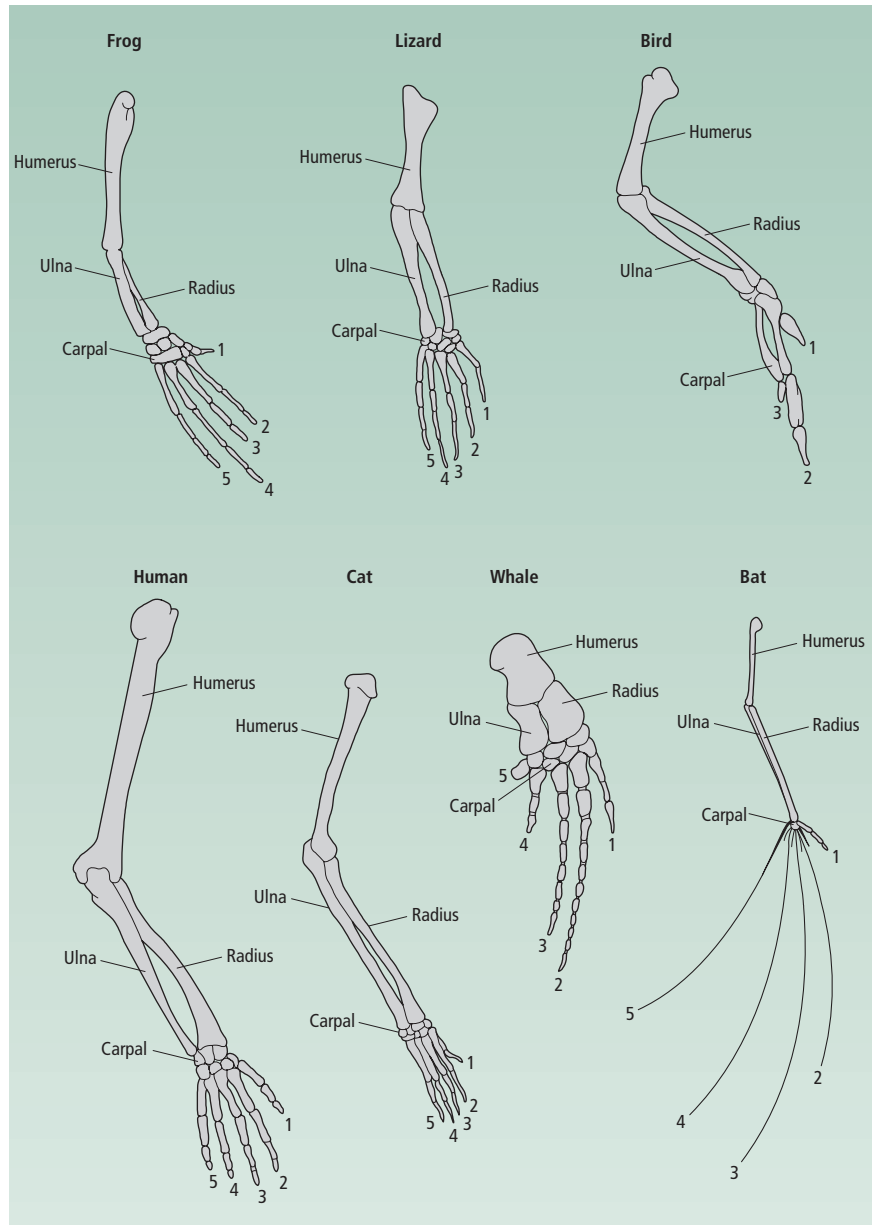 Frog
Humerus
Ulna
Radius
Carpal
1
2
3
4
5
Lizard
Humerus
Ulna
Radius
Carpal
1
2
3
4
5
Bird
Humerus
Radius
Ulna
Carpal
1
3
2
Human
Humerus
Ulna
Radius
Carpal
1
2
3
4
5
Cat
Humerus
Ulna
Radius
Carpal
1
2
3
4
5
Whale
Humerus
Radius
Ulna
5
Carpal
4
1
3
2
Bat
Humerus
Ulna
Radius
Carpal
1
5
2
4
3